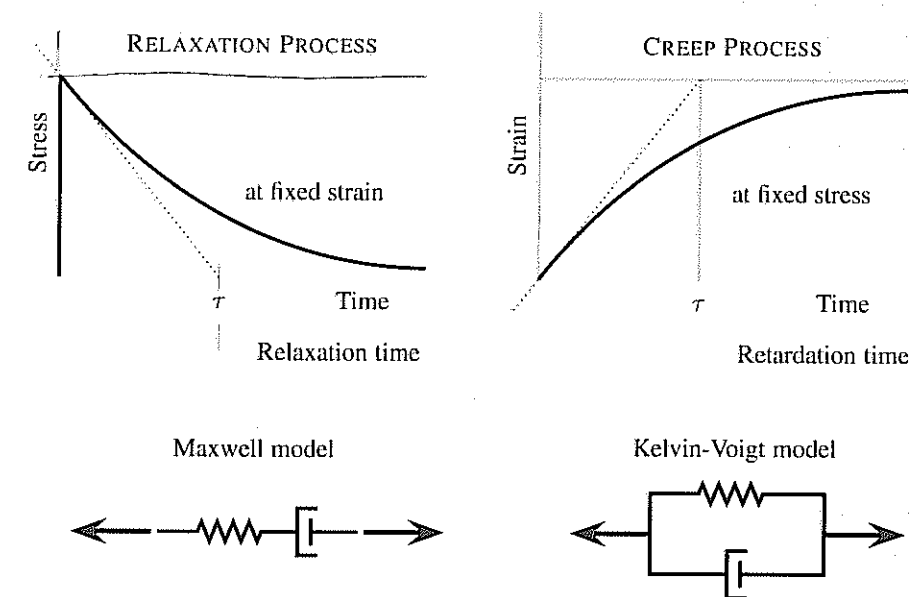 RELAXATION PROCESS
Stress
at fixed strain
τ
Time
Relaxation time
CREEP PROCESS
Strain
at fixed stress
τ
Time
Retardation time
Maxwell model
Kelvin-Voigt model